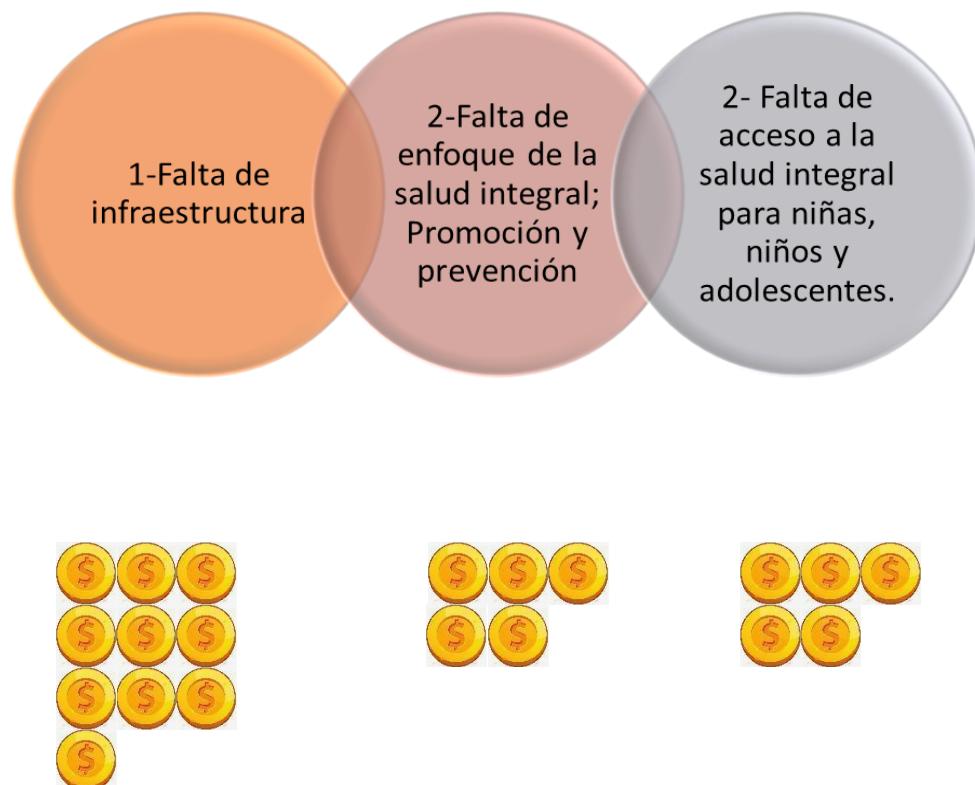 1-Falta de
infraestructura
2-Falta de
enfoque de la
salud integral;
Promoción y
prevención
2- Falta de
acceso a la
salud integral
para niñas,
niños y
adolescentes.
$ $ $
$ $ $
$ $ $
$
$ $ $
$ $
$ $ $
$ $